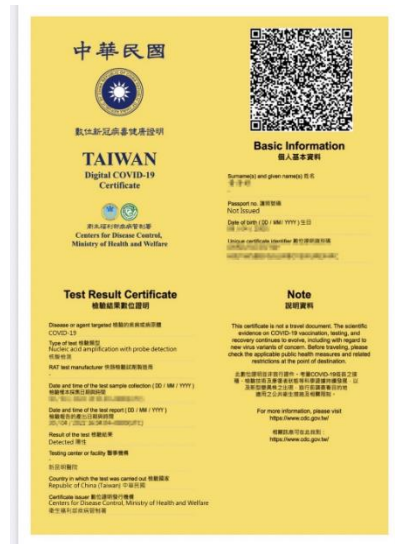 中華民國
數位新冠病毒健康證明
TAIWAN
Digital COVID-19
Certificate
衛生福利部疾病管制署
Centers for Disease Control,
Ministry of Health and Welfare
Basic Information
個人基本資料
Surname(s) and given name(s) 姓名
Passport no. 護照號碼
Not Issued
Date of birth ( DD / MM / YYYY ) 生日
Unique certificate identifier 數位證明識別碼
Test Result Certificate
檢驗結果數位證明
Disease or agent targeted 檢驗的疾病或病原體
COVID-19
Type of test 檢驗類型
Nucleic acid amplification with probe detection
核酸檢測
RAT test manufacturer 快篩檢驗試劑製造商
-
Date and time of the test sample collection ( DD / MM / YYYY )
檢驗樣本採集日期與時間
Date and time of the test report ( DD / MM / YYYY )
檢驗報告的產出日期與時間
Result of the test 檢驗結果
Detected 陽性
Testing center or facility 醫事機構
-
新昆明醫院
Country in which the test was carried out 檢驗國家
Republic of China (Taiwan) 中華民國
Certificate issuer 數位證明發行機構
Centers for Disease Control, Ministry of Health and Welfare
衛生福利部疾病管制署
Note
說明資料
This certificate is not a travel document. The scientific
evidence on COVID-19 vaccination, testing, and
recovery continues to evolve, including with regard to
new virus variants of concern. Before traveling, please
check the applicable public health measures and related
restrictions at the point of destination.
For more information, please visit
https://www.cdc.gov.tw/
相關訊息可在此找到:
https://www.cdc.gov.tw/